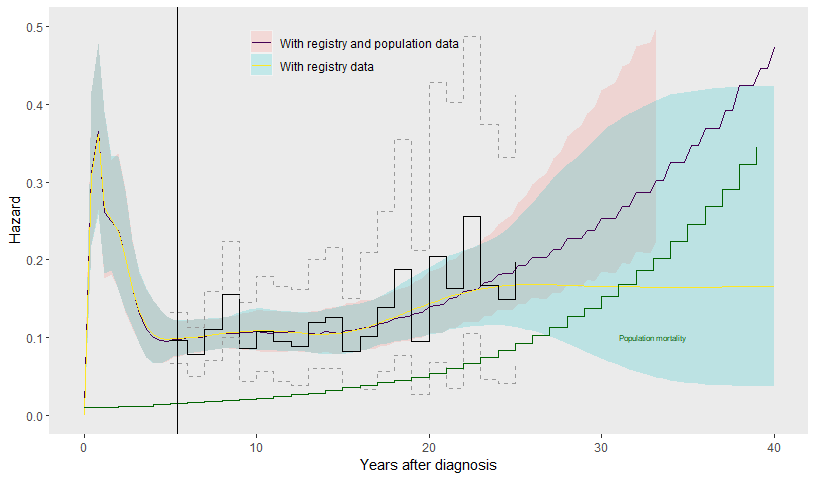 0.5
0.4
0.3
0.2
0.1
0.0
Hazard
With registry and population data
With registry data
Population mortality
0
10
20
30
40
Years after diagnosis